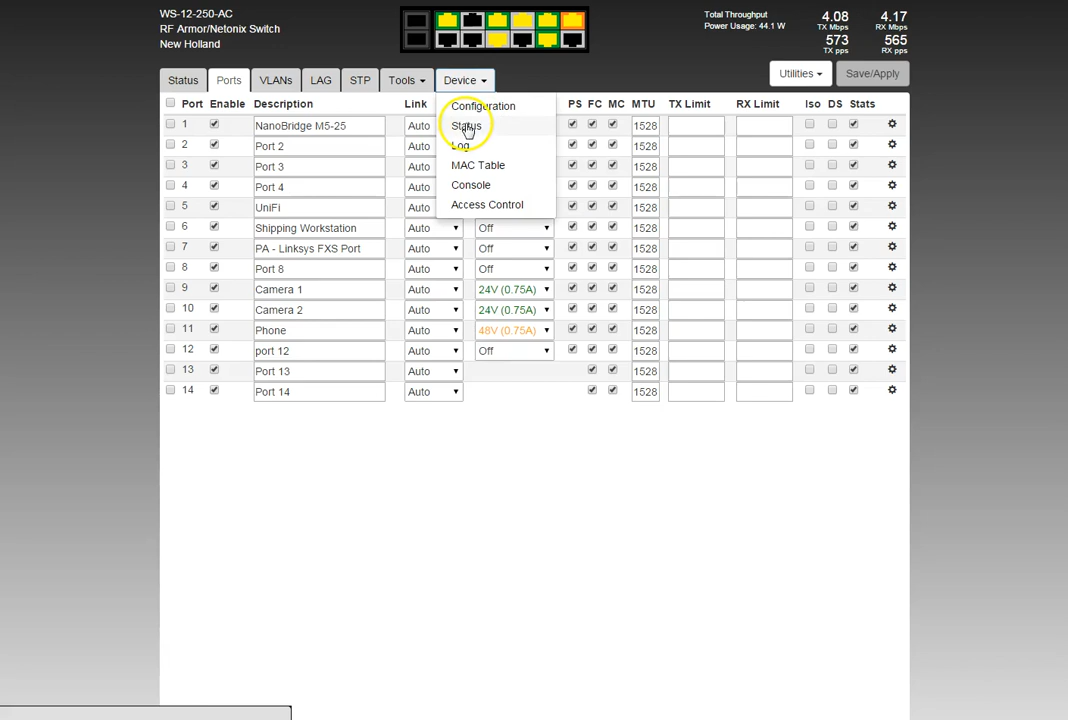 WS-12-250-AC
RF Armor/Netonix Switch
New Holland
Total Throughput
Power Usage: 44.1 W
4.08 4.17
TX Mbps RX Mbps
573 565
TX pps RX pps
Status Ports VLANs LAG STP Tools Device Utilities Save/Apply
Port Enable Description Link PS FC MC MTU TX Limit RX Limit Iso DS Stats
Configuration
Status
Log
MAC Table
Console
Access Control
1 NanoBridge M5-25 Auto 1528
2 Port 2 Auto 1528
3 Port 3 Auto 1528
4 Port 4 Auto 1528
5 UniFi Auto 1528
6 Shipping Workstation Auto Off 1528
7 PA - Linksys FXS Port Auto Off 1528
8 Port 8 Auto Off 1528
9 Camera 1 Auto 24V (0.75A) 1528
10 Camera 2 Auto 24V (0.75A) 1528
11 Phone Auto 48V (0.75A) 1528
12 port 12 Auto Off 1528
13 Port 13 Auto 1528
14 Port 14 Auto 1528